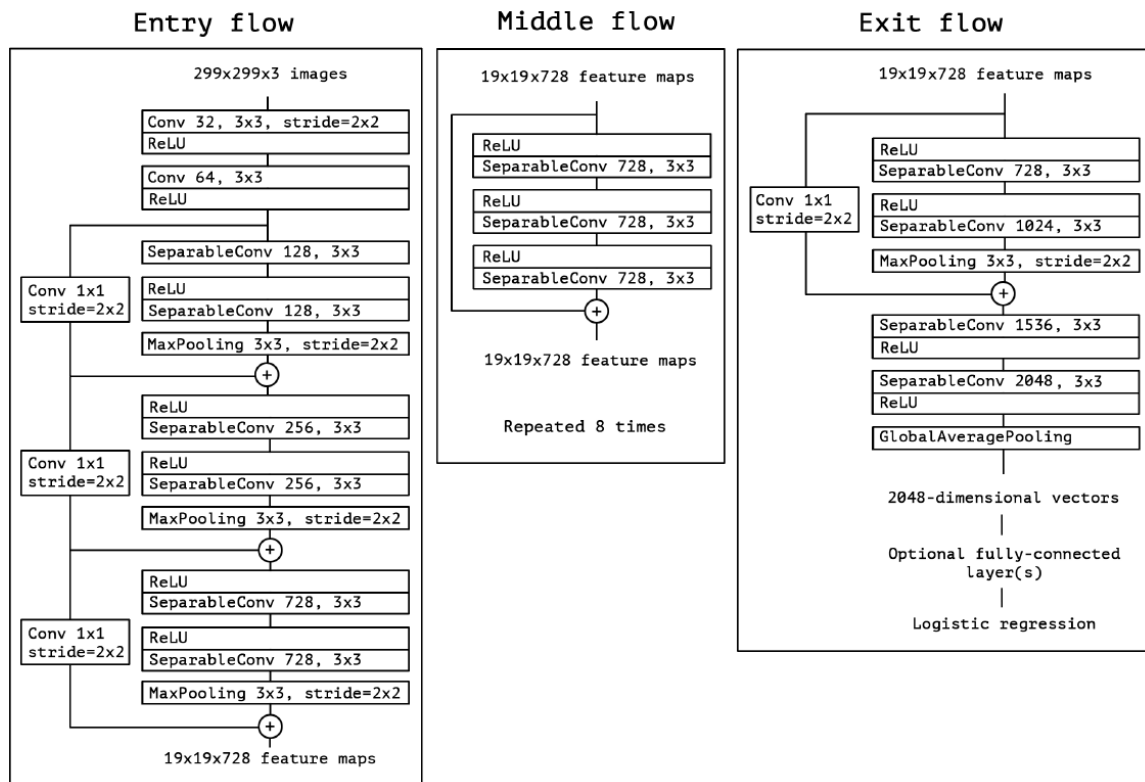 Entry flow
299x299x3 images
Conv 32, 3x3, stride=2x2
ReLU
Conv 64, 3x3
ReLU
SeparableConv 128, 3x3
Conv 1x1
stride=2x2
ReLU
SeparableConv 128, 3x3
MaxPooling 3x3, stride=2x2
+
ReLU
SeparableConv 256, 3x3
Conv 1x1
stride=2x2
ReLU
SeparableConv 256, 3x3
MaxPooling 3x3, stride=2x2
+
ReLU
SeparableConv 728, 3x3
Conv 1x1
stride=2x2
ReLU
SeparableConv 728, 3x3
MaxPooling 3x3, stride=2x2
+
19x19x728 feature maps
Middle flow
19x19x728 feature maps
ReLU
SeparableConv 728, 3x3
ReLU
SeparableConv 728, 3x3
ReLU
SeparableConv 728, 3x3
+
19x19x728 feature maps
Repeated 8 times
Exit flow
19x19x728 feature maps
ReLU
SeparableConv 728, 3x3
Conv 1x1
stride=2x2
ReLU
SeparableConv 1024, 3x3
MaxPooling 3x3, stride=2x2
+
SeparableConv 1536, 3x3
ReLU
SeparableConv 2048, 3x3
ReLU
GlobalAveragePooling
2048-dimensional vectors
Optional fully-connected
layer(s)
Logistic regression